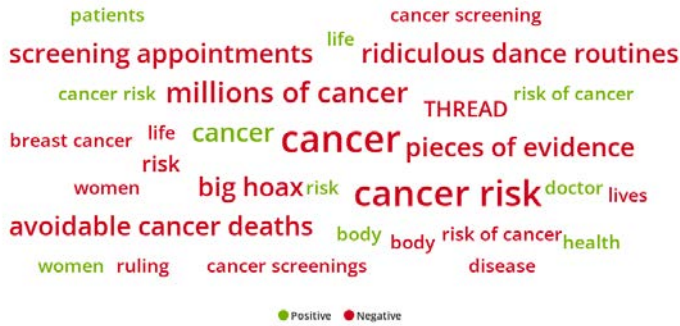 patients cancer screening
life
screening appointments ridiculous dance routines
cancer risk millions of cancer risk of cancer
THREAD
breast cancer life cancer cancer pieces of evidence
risk
women big hoax risk cancer risk doctor lives
avoidable cancer deaths body body risk of cancer health
women ruling cancer screenings disease
Positive Negative